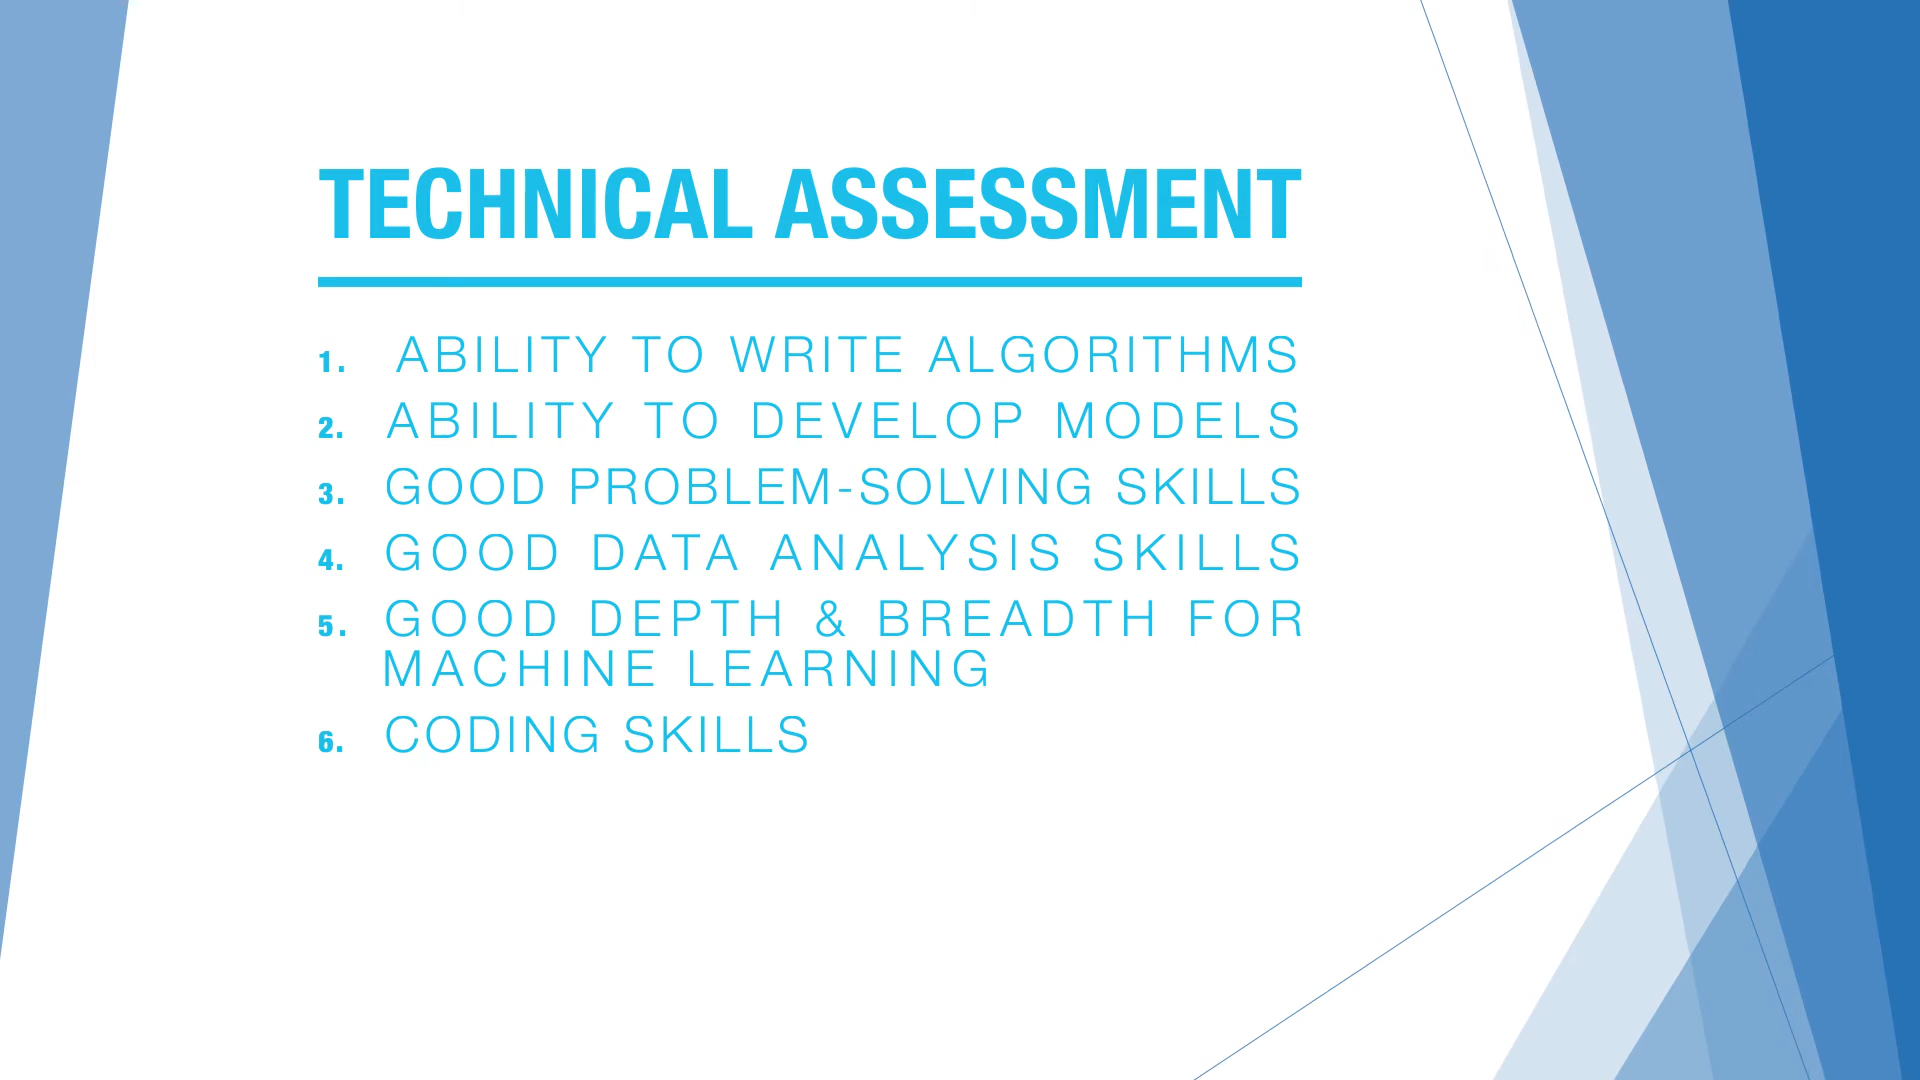 TECHNICAL ASSESSMENT
1. ABILITY TO WRITE ALGORITHMS
2. ABILITY TO DEVELOP MODELS
3. GOOD PROBLEM-SOLVING SKILLS
4. GOOD DATA ANALYSIS SKILLS
5. GOOD DEPTH & BREADTH FOR
MACHINE LEARNING
6. CODING SKILLS